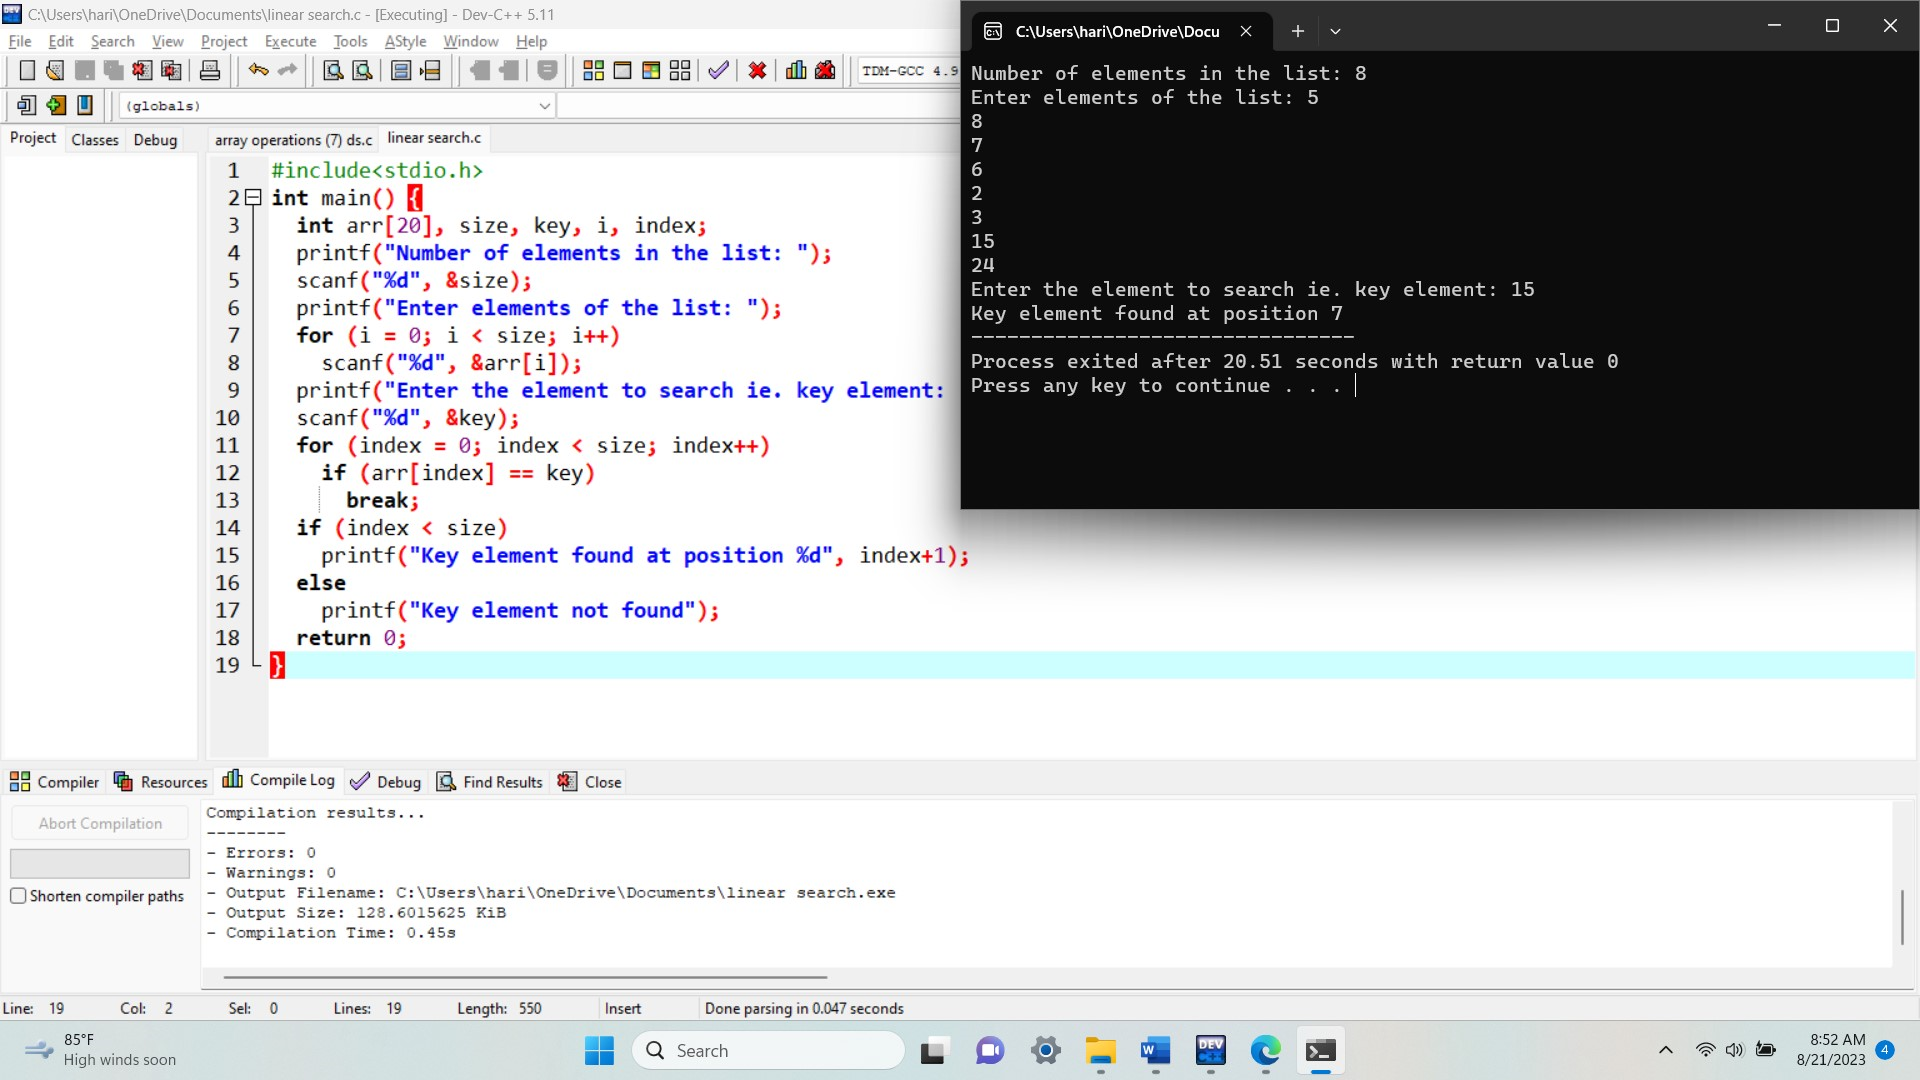 C:\Users\hari\OneDrive\Documents\linear search.c - [Executing] - Dev-C++ 5.11
File Edit Search View Project Execute Tools AStyle Window Help
TDM-GCC 4.9
(globals)
Project Classes Debug
array operations (7) ds.c linear search.c
1 #include<stdio.h>
2 int main() {
3 int arr[20], size, key, i, index;
4 printf("Number of elements in the list: ");
5 scanf("%d", &size);
6 printf("Enter elements of the list: ");
7 for (i = 0; i < size; i++)
8 scanf("%d", &arr[i]);
9 printf("Enter the element to search ie. key element:
10 scanf("%d", &key);
11 for (index = 0; index < size; index++)
12 if (arr[index] == key)
13 break;
14 if (index < size)
15 printf("Key element found at position %d", index+1);
16 else
17 printf("Key element not found");
18 return 0;
19 }
C:\Users\hari\OneDrive\Docu
Number of elements in the list: 8
Enter elements of the list: 5
8
7
6
2
3
15
24
Enter the element to search ie. key element: 15
Key element found at position 7
--------------------------------
Process exited after 20.51 seconds with return value 0
Press any key to continue . . .
Compiler Resources Compile Log Debug Find Results Close
Abort Compilation
Shorten compiler paths
Compilation results...
--------
- Errors: 0
- Warnings: 0
- Output Filename: C:\Users\hari\OneDrive\Documents\linear search.exe
- Output Size: 128.6015625 KiB
- Compilation Time: 0.45s
Line: 19 Col: 2 Sel: 0 Lines: 19 Length: 550 Insert Done parsing in 0.047 seconds
85°F
High winds soon
Search
W
DEV
C++
8:52 AM
8/21/2023
4